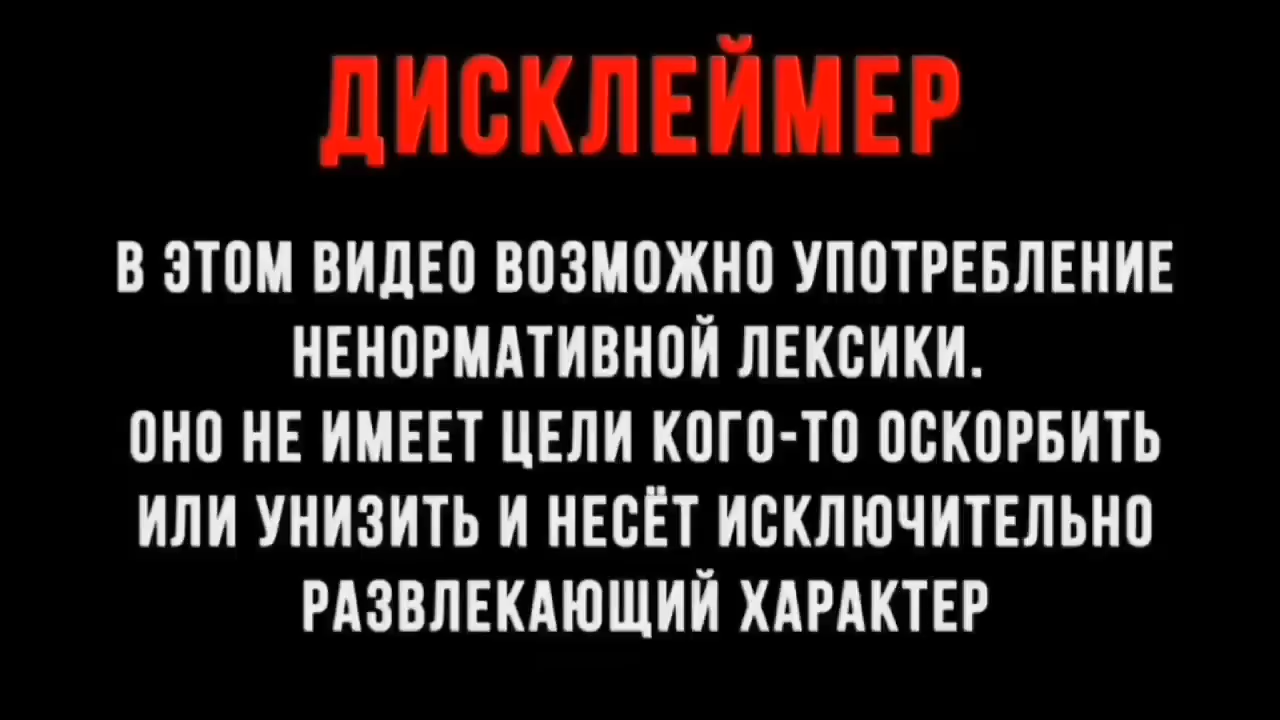 ДИСКЛЕЙМЕР
В ЭТОМ ВИДЕО ВОЗМОЖНО УПОТРЕБЛЕНИЕ
НЕНОРМАТИВНОЙ ЛЕКСИКИ.
ОНО НЕ ИМЕЕТ ЦЕЛИ КОГО-ТО ОСКОРБИТЬ
ИЛИ УНИЗИТЬ И НЕСЁТ ИСКЛЮЧИТЕЛЬНО
РАЗВЛЕКАЮЩИЙ ХАРАКТЕР